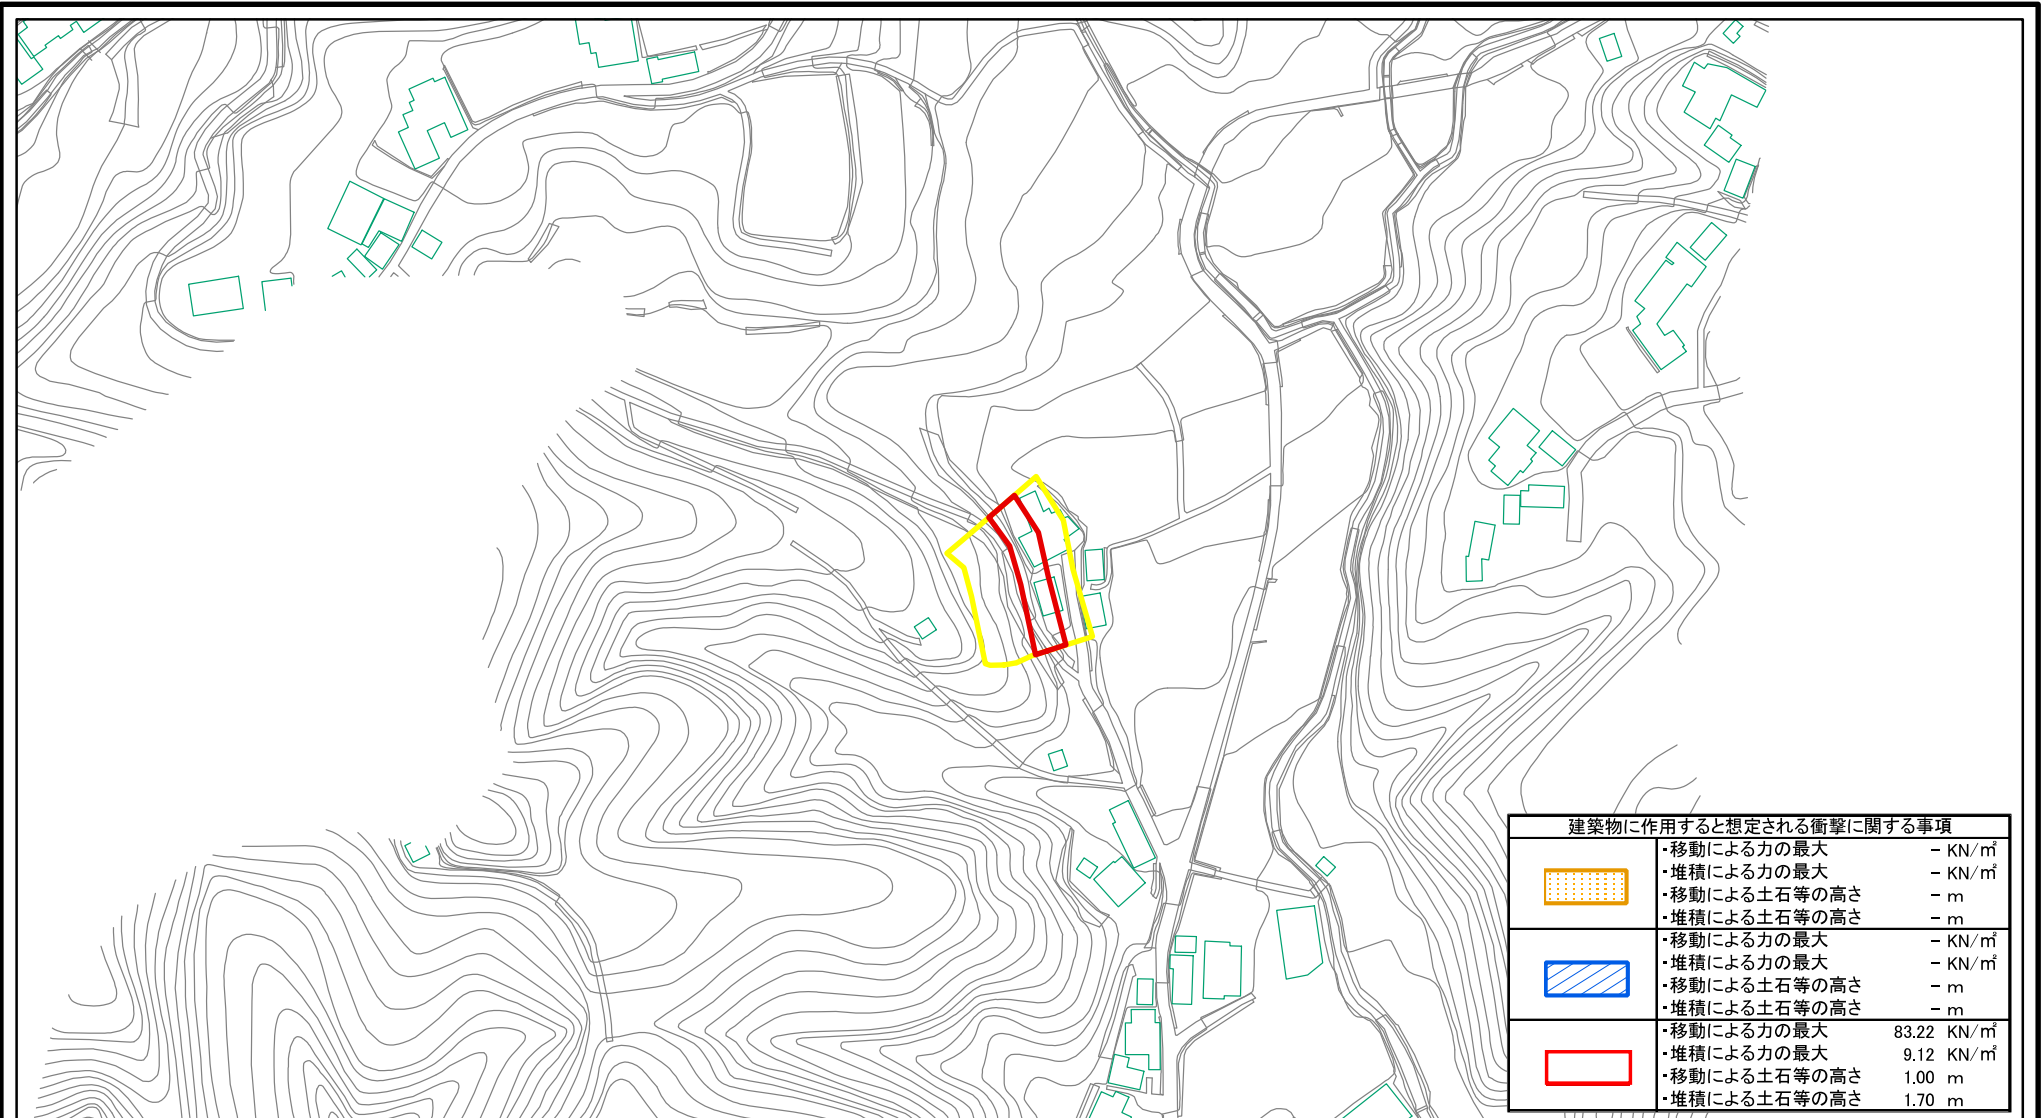 建築物に作用すると想定される衝撃に関する事項
・移動による力の最大 － KN/㎡
・堆積による力の最大 － KN/㎡
・移動による土石等の高さ － m
・堆積による土石等の高さ － m
・移動による力の最大 － KN/㎡
・堆積による力の最大 － KN/㎡
・移動による土石等の高さ － m
・堆積による土石等の高さ － m
・移動による力の最大 83.22 KN/㎡
・堆積による力の最大 9.12 KN/㎡
・移動による土石等の高さ 1.00 m
・堆積による土石等の高さ 1.70 m